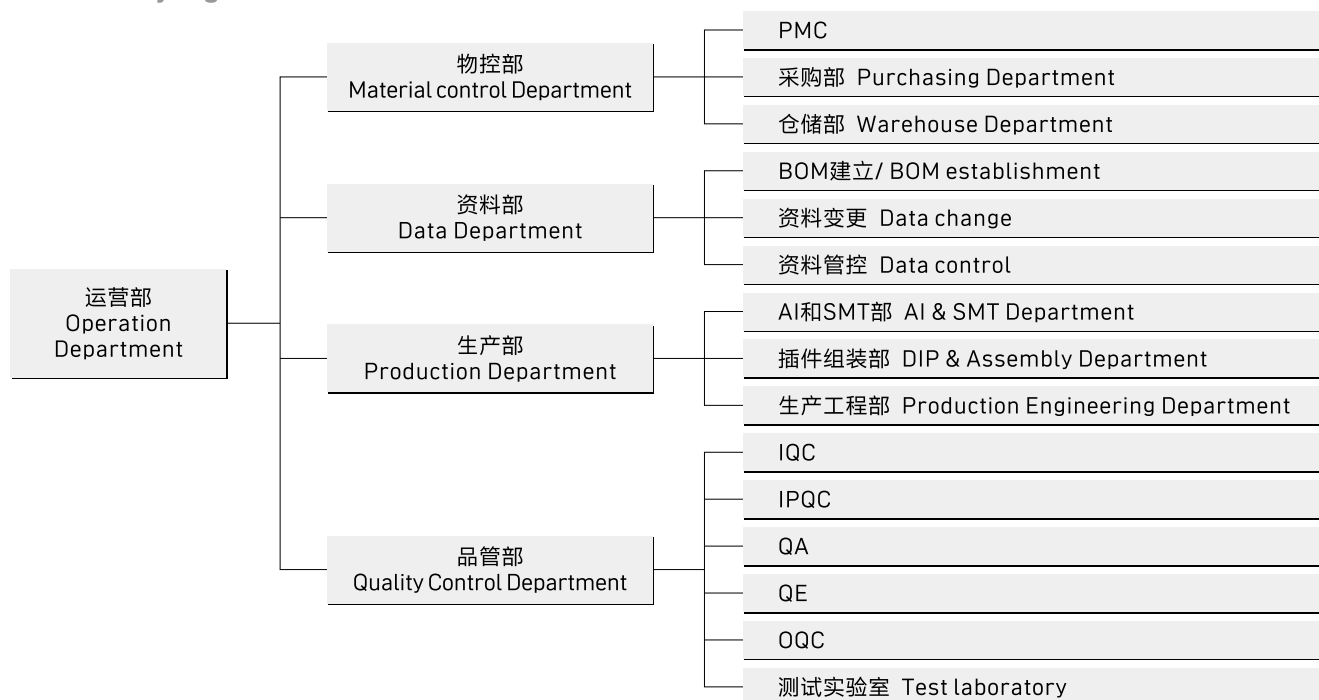 运营部
Operation
Department
物控部
Material control Department
PMC
采购部 Purchasing Department
仓储部 Warehouse Department
资料部
Data Department
BOM建立/ BOM establishment
资料变更 Data change
资料管控 Data control
生产部
Production Department
AI和SMT部 AI & SMT Department
插件组装部 DIP & Assembly Department
生产工程部 Production Engineering Department
品管部
Quality Control Department
IQC
IPQC
QA
QE
OQC
测试实验室 Test laboratory